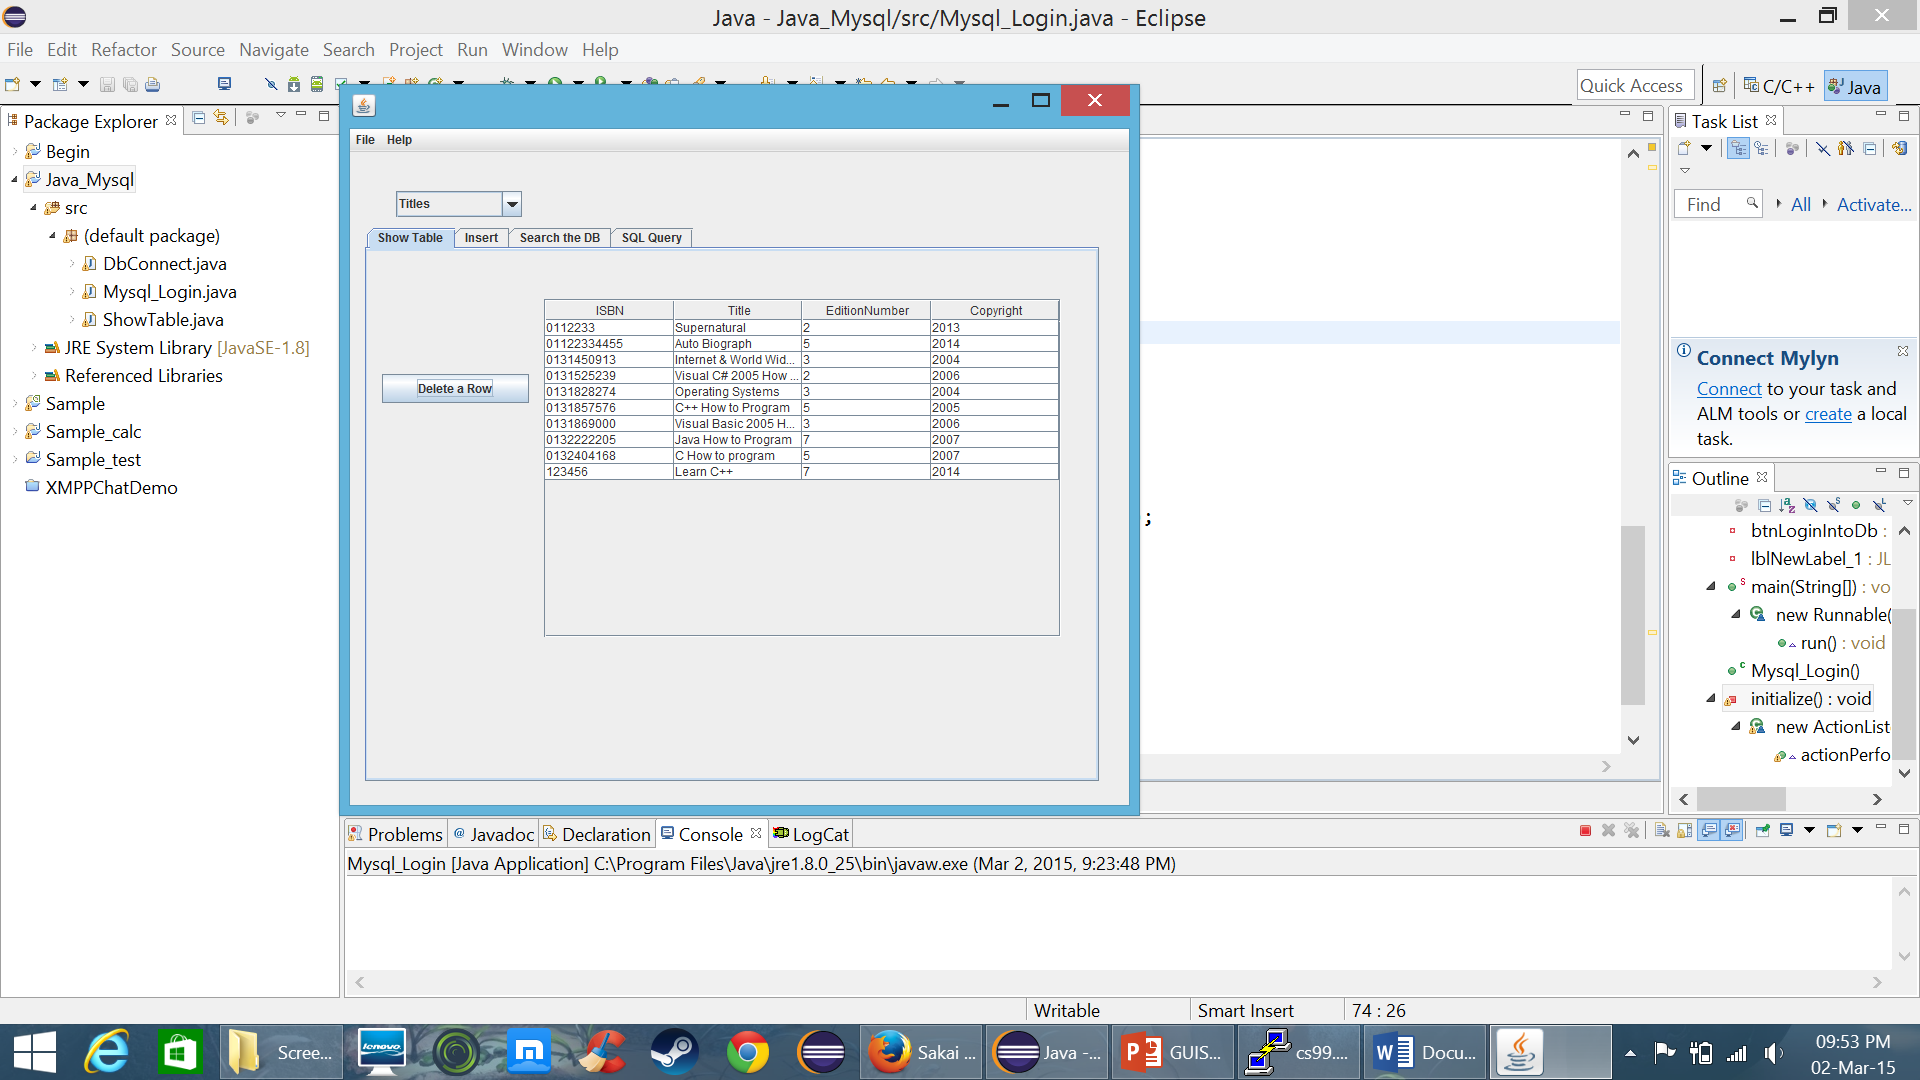 Java - Java_Mysql/src/Mysql_Login.java - Eclipse
File Edit Refactor Source Navigate Search Project Run Window Help
Quick Access
C/C++
Java
Package Explorer
Begin
Java_Mysql
src
(default package)
DbConnect.java
Mysql_Login.java
ShowTable.java
JRE System Library [JavaSE-1.8]
Referenced Libraries
Sample
Sample_calc
Sample_test
XMPPChatDemo
File Help
Titles
Show Table Insert Search the DB SQL Query
Delete a Row
ISBN Title EditionNumber Copyright
0112233 Supernatural 2 2013
01122334455 Auto Biograph 5 2014
0131450913 Internet & World Wid... 3 2004
0131525239 Visual C# 2005 How ... 2 2006
0131828274 Operating Systems 3 2004
0131857576 C++ How to Program 5 2005
0131869000 Visual Basic 2005 H... 3 2006
0132222205 Java How to Program 7 2007
0132404168 C How to program 5 2007
123456 Learn C++ 7 2014
;
Task List
Find
All
Activate...
Connect Mylyn
Connect to your task and
ALM tools or create a local
task.
Outline
btnLoginIntoDb :
lblNewLabel_1 : JL
main(String[]) : vo
new Runnable(
run() : void
Mysql_Login()
initialize() : void
new ActionList
actionPerfo
Problems @ Javadoc Declaration Console LogCat
Mysql_Login [Java Application] C:\Program Files\Java\jre1.8.0_25\bin\javaw.exe (Mar 2, 2015, 9:23:48 PM)
Writable Smart Insert 74 : 26
Scree...
lenovo
Sakai ...
Java -...
GUIS...
cs99....
Docu...
09:53 PM
02-Mar-15